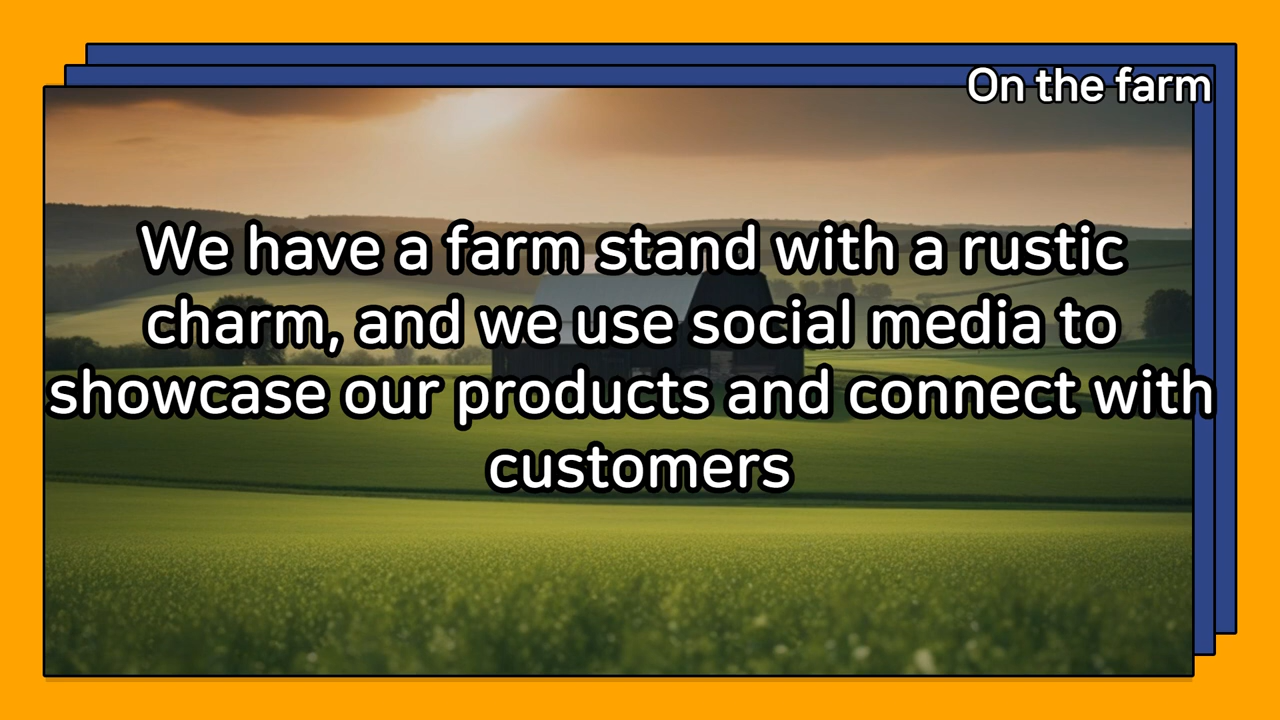 On the farm
We have a farm stand with a rustic
charm, and we use social media to
showcase our products and connect with
customers